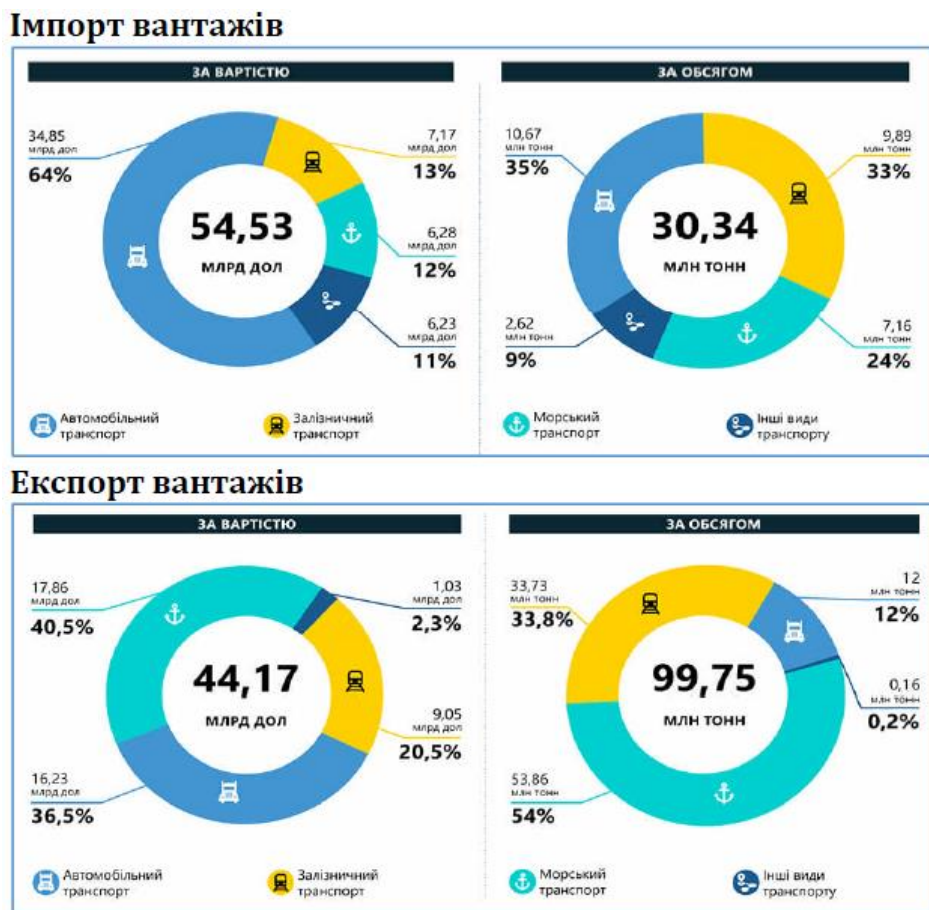 Імпорт вантажів
ЗА ВАРТІСТЮ
34,85
млрд дол
64%
7,17
млрд дол
13%
6,28
млрд дол
12%
6,23
млрд дол
11%
54,53
МЛРД ДОЛ
Автомобільний
транспорт
Залізничний
транспорт
ЗА ОБСЯГОМ
10,67
млн тонн
35%
9,89
млн тонн
33%
2,62
млн тонн
9%
7,16
млн тонн
24%
30,34
МЛН ТОНН
Морський
транспорт
Інші види
транспорту
Експорт вантажів
ЗА ВАРТІСТЮ
17,86
млрд дол
40,5%
1,03
млрд дол
2,3%
9,05
млрд дол
20,5%
16,23
млрд дол
36,5%
44,17
МЛРД ДОЛ
Автомобільний
транспорт
Залізничний
транспорт
ЗА ОБСЯГОМ
33,73
млн тонн
33,8%
12
млн тонн
12%
0,16
млн тонн
0,2%
53,86
млн тонн
54%
99,75
МЛН ТОНН
Морський
транспорт
Інші види
транспорту